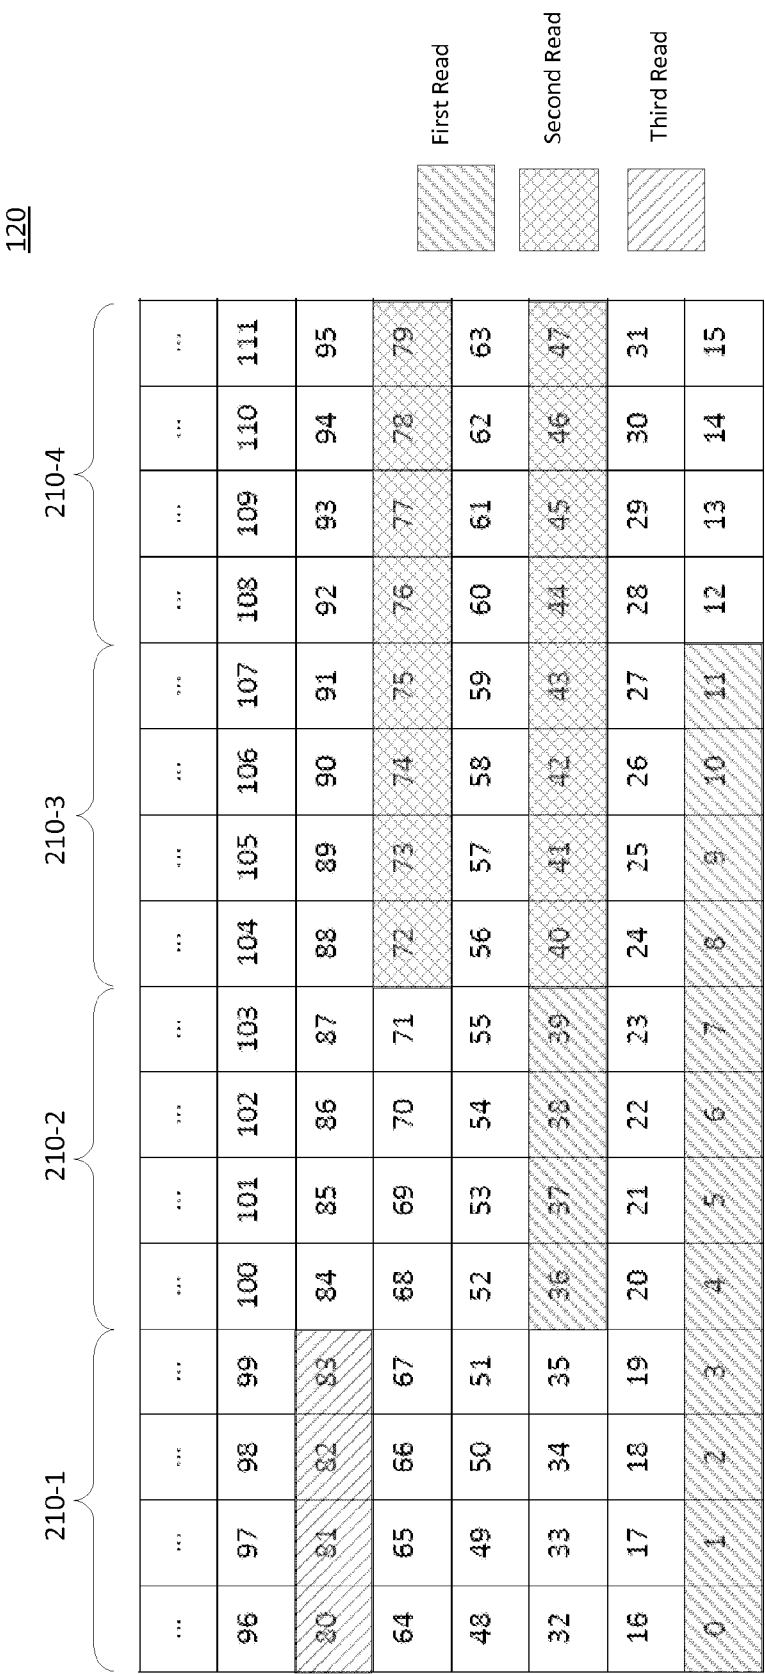 120
210-1 210-2 210-3 210-4
... ... ... ... ... ... ... ... ... ... ... ... ... ... ... ...
96 97 98 99 100 101 102 103 104 105 106 107 108 109 110 111
80 81 82 83 84 85 86 87 88 89 90 91 92 93 94 95
64 65 66 67 68 69 70 71 72 73 74 75 76 77 78 79
48 49 50 51 52 53 54 55 56 57 58 59 60 61 62 63
32 33 34 35 36 37 38 39 40 41 42 43 44 45 46 47
16 17 18 19 20 21 22 23 24 25 26 27 28 29 30 31
0 1 2 3 4 5 6 7 8 9 10 11 12 13 14 15
First Read
Second Read
Third Read